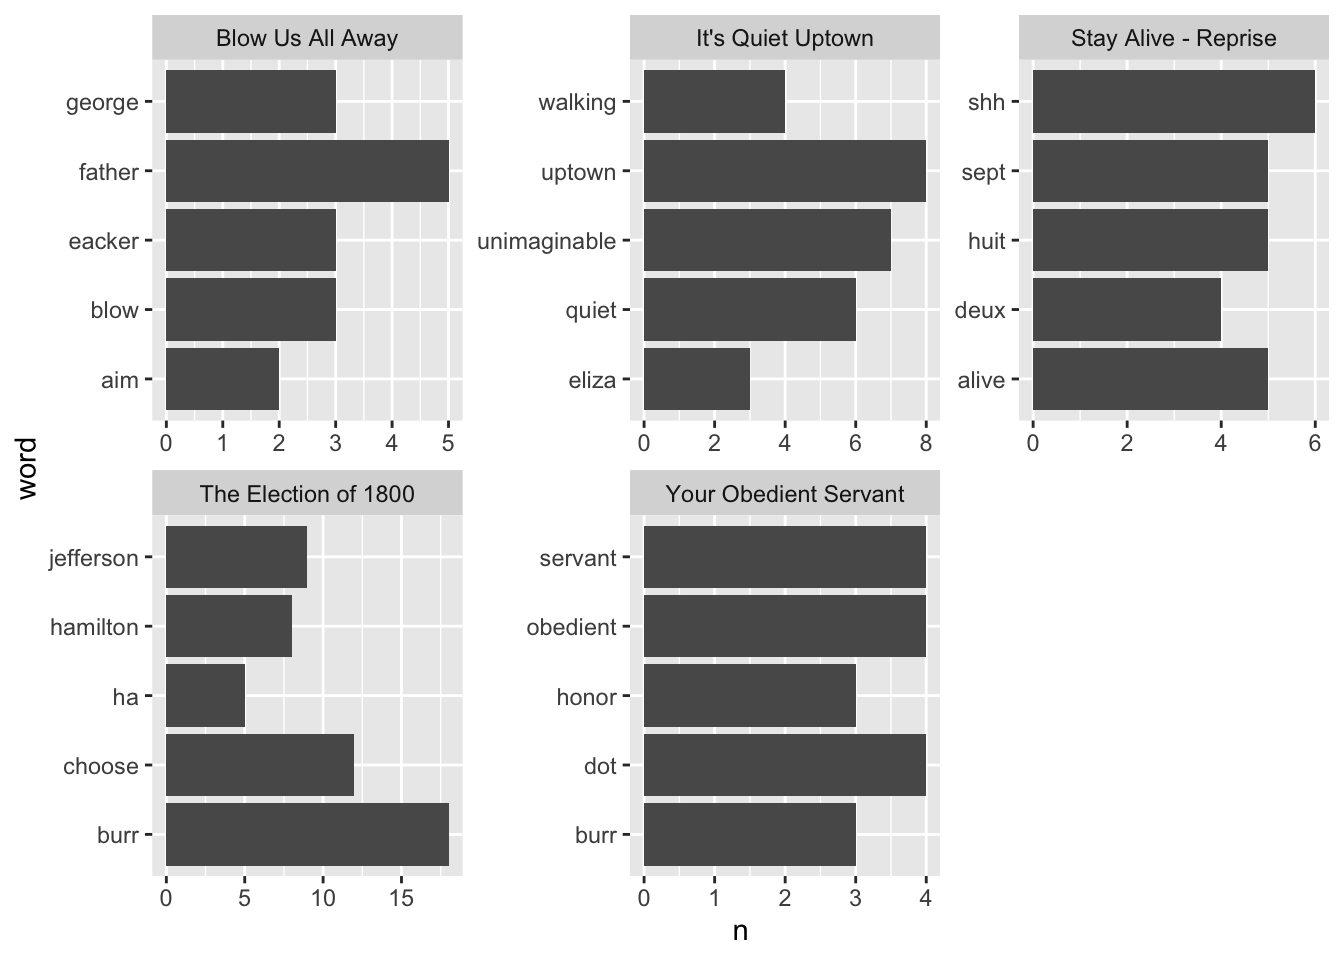 Blow Us All Away
george
father
eacker
blow
aim
0 1 2 3 4 5
It's Quiet Uptown
walking
uptown
unimaginable
quiet
eliza
0 2 4 6 8
Stay Alive - Reprise
shh
sept
huit
deux
alive
0 2 4 6
word
The Election of 1800
jefferson
hamilton
ha
choose
burr
0 5 10 15
Your Obedient Servant
servant
obedient
honor
dot
burr
0 1 2 3 4
n